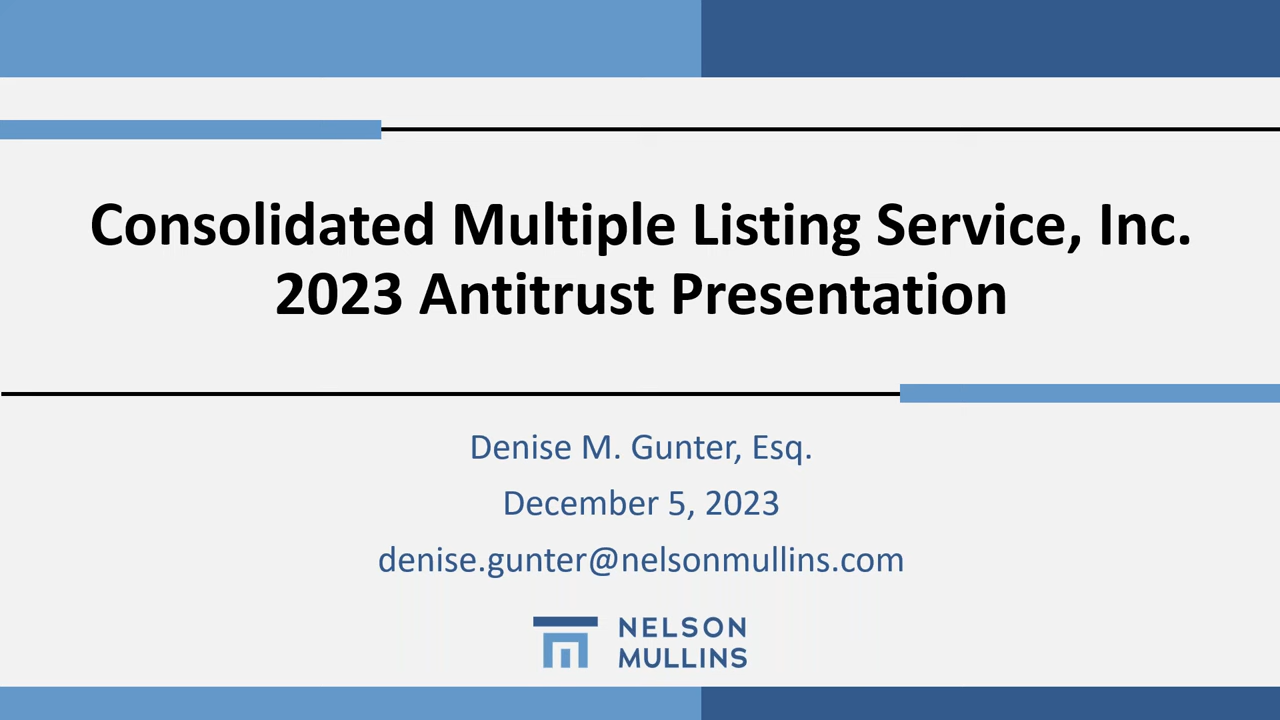 Consolidated Multiple Listing Service, Inc.
2023 Antitrust Presentation
Denise M. Gunter, Esq.
December 5, 2023
denise.gunter@nelsonmullins.com
NELSON
MULLINS